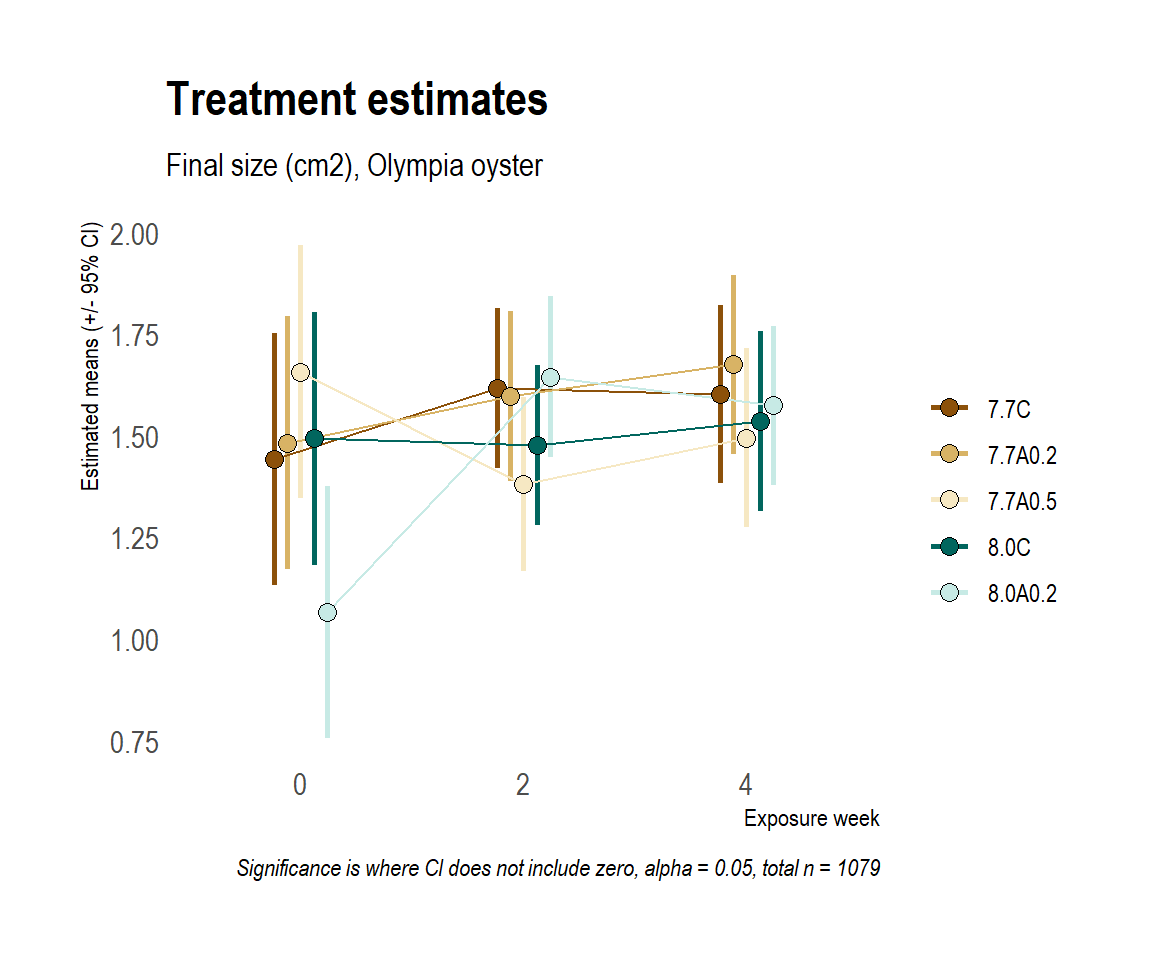 Treatment estimates
Final size (cm2), Olympia oyster
Estimated means (+/- 95% CI)
2.00
1.75
1.50
1.25
1.00
0.75
0
2
4
Exposure week
7.7C
7.7A0.2
7.7A0.5
8.0C
8.0A0.2
Significance is where CI does not include zero, alpha = 0.05, total n = 1079